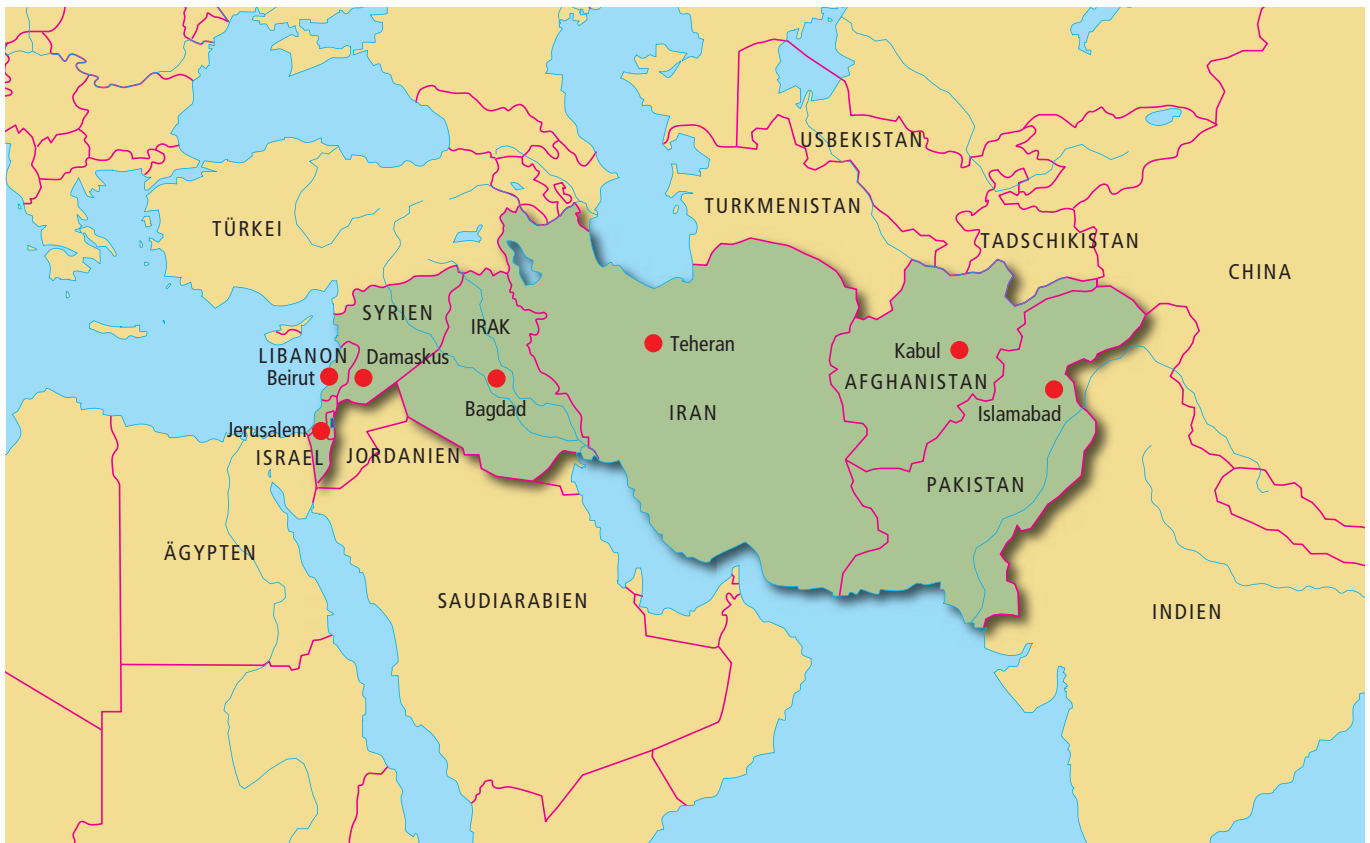 USBEKISTAN
TURKMENISTAN
TÜRKEI
TADSCHIKISTAN
CHINA
SYRIEN
IRAK
Teheran
Kabul
LIBANON
Damaskus
Beirut
AFGHANISTAN
Bagdad
IRAN
Islamabad
Jerusalem
ISRAEL
JORDANIEN
PAKISTAN
ÄGYPTEN
SAUDIARABIEN
INDIEN